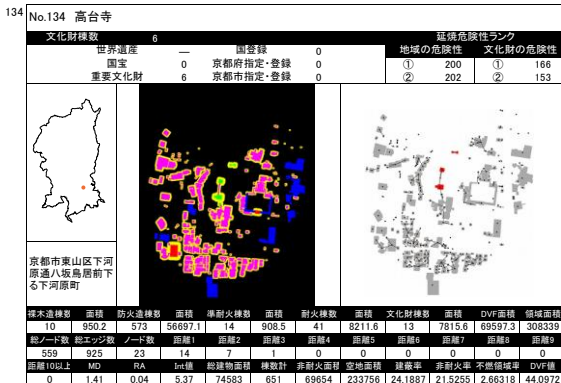 134
No.134 高台寺
文化財棟数 6 延焼危険性ランク
世界遺産 ― 国登録 0 地域の危険性 文化財の危険性
国宝 0 京都府指定・登録 0 ① 200 ① 166
重要文化財 6 京都市指定・登録 0 ② 202 ② 153
京都市東山区下河
原通八坂鳥居前下
る下河原町
裸木造棟数 面積 防火造棟数 面積 準耐火棟数 面積 耐火棟数 面積 文化財棟数 面積 DVF面積 領域面積
10 950.2 573 56697.1 14 908.5 41 8211.6 13 7815.6 69597.3 308339
総ノード数 総エッジ数 ノード数 距離1 距離2 距離3 距離4 距離5 距離6 距離7 距離8 距離9
559 925 23 14 7 1 0 0 0 0 0 0
距離10以上 MD RA Int値 総建物面積 棟数計 非耐火面積 空地面積 建蔽率 非耐火率 不燃領域率 DVF値
0 1.41 0.04 5.37 74583 651 69654 233756 24.1887 21.5255 2.66318 44.0972